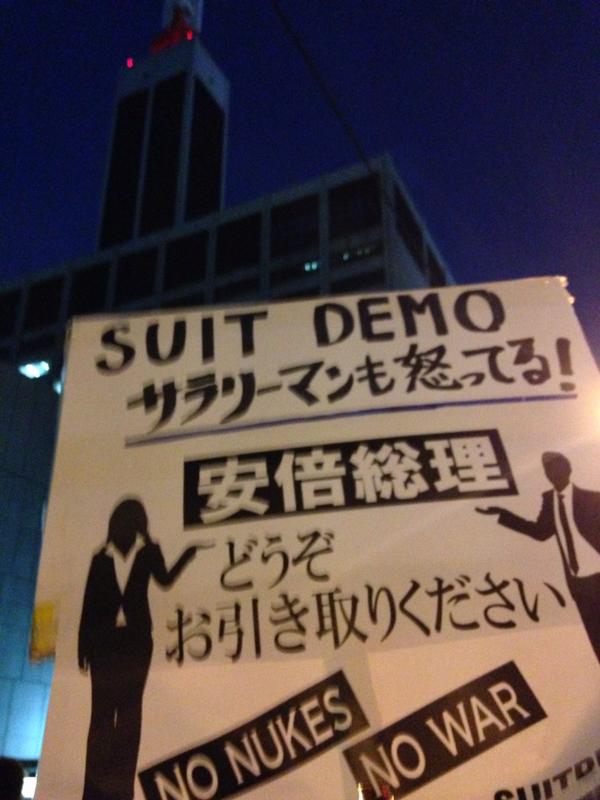 SUIT DEMO
サラリーマンも怒ってる!
安倍総理
どうぞ
お引き取りください
NO NUKES
NO WAR